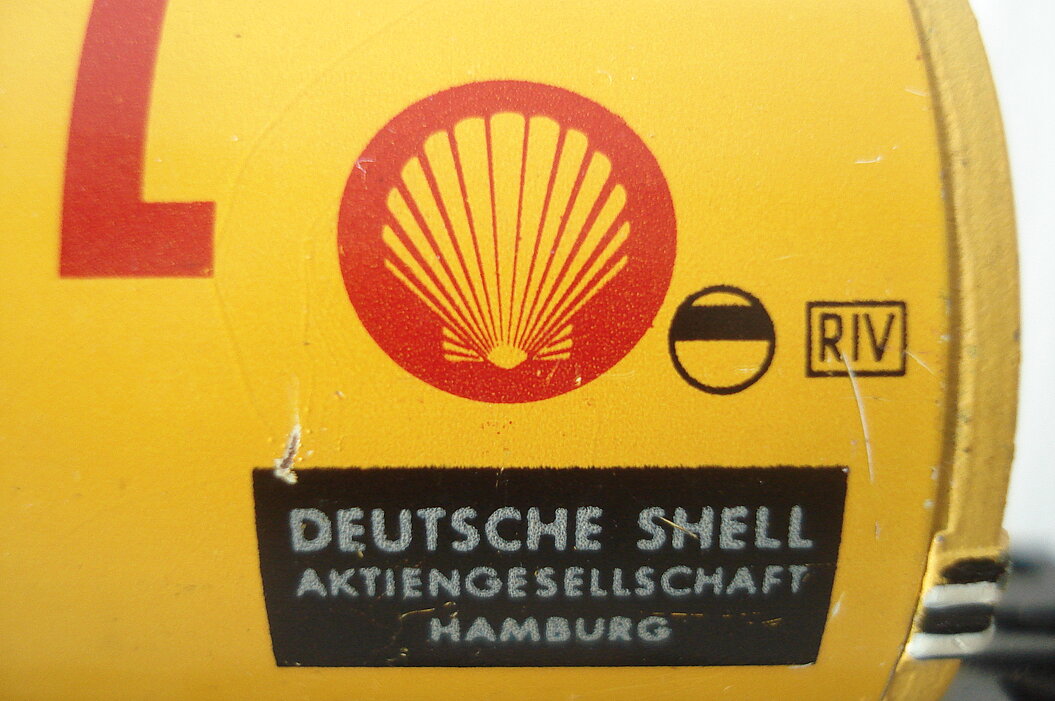 L
RIV
DEUTSCHE SHELL
AKTIENGESELLSCHAFT
HAMBURG